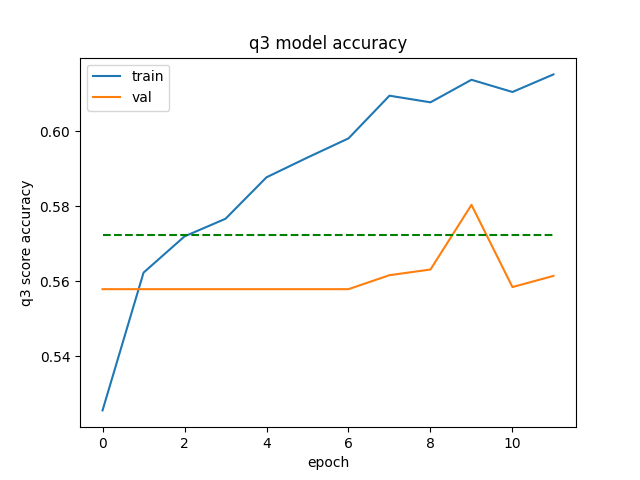 q3 model accuracy
train
val
q3 score accuracy
0.60
0.58
0.56
0.54
0 2 4 6 8 10
epoch